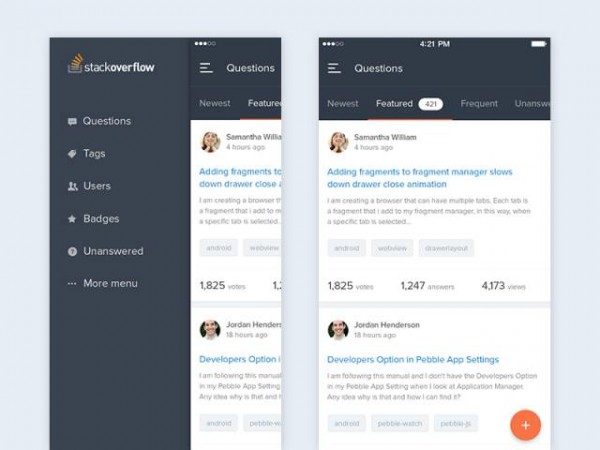 stackoverflow
Questions
Tags
Users
Badges
Unanswered
More menu
Questions
Newest Featured
Samantha Willia
4 hours ago
Adding fragments to
down drawer close a
I am creating a browser th
a fragment that i add to m
a specific tab is selected...
android webview
1,825 votes 1,2
Jordan Henders
18 hours ago
Developers Option i
I am following this manual
in my Pebble App Setting
Any idea why is that and h
android pebble-w
4:21 PM
Questions
Newest Featured 421 Frequent Unansw
Samantha William
4 hours ago
Adding fragments to fragment manager slows
down drawer close animation
I am creating a browser that can have multiple tabs. Each tab is
a fragment that i add to my fragment manager, in this way, when
a specific tab is selected...
android webview drawerlayout
1,825 votes 1,247 answers 4,173 views
Jordan Henderson
18 hours ago
Developers Option in Pebble App Settings
I am following this manual and I don't have the Developers Option
in my Pebble App Setting when I look at Application Manager.
Any idea why is that and how I can find it?
android pebble-watch pebble-js